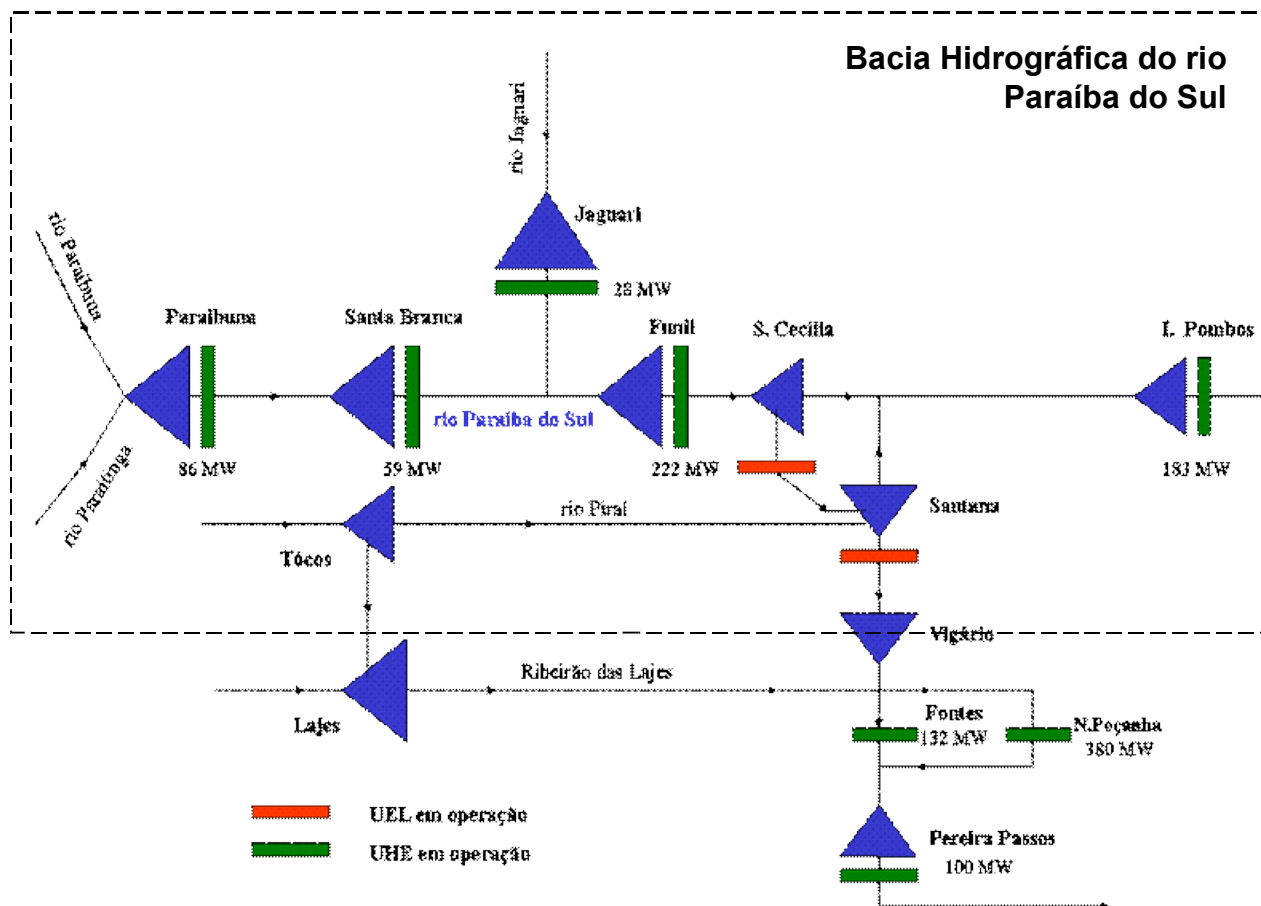 Bacia Hidrográfica do rio
Paraíba do Sul
rio Jaguari
Jaguari
28 MW
rio Paraibuna
Paraibuna
Santa Branca
Funil
S. Cecília
I. Pombos
rio Paraíba do Sul
86 MW
59 MW
222 MW
183 MW
rio Paraitinga
rio Piraí
Santana
Tócos
Vigário
Ribeirão das Lajes
Lajes
Fontes
132 MW
N.Peçanha
380 MW
UEL em operação
UHE em operação
Pereira Passos
100 MW